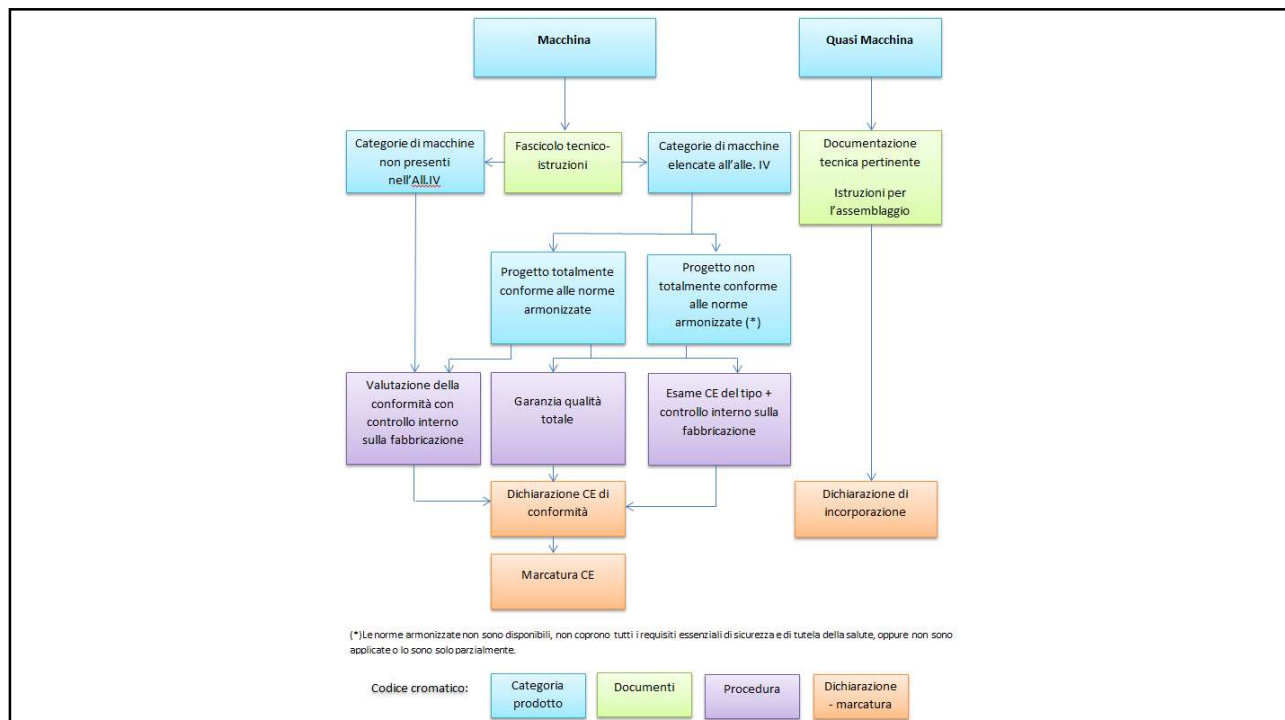 Macchina
Quasi Macchina
Categorie di macchine
non presenti
nell'All.IV
Fascicolo tecnico-
istruzioni
Categorie di macchine
elencate all'alle. IV
Documentazione
tecnica pertinente
Istruzioni per
l'assemblaggio
Progetto totalmente
conforme alle norme
armonizzate
Progetto non
totalmente conforme
alle norme
armonizzate (*)
Valutazione della
conformità con
controllo interno
sulla fabbricazione
Garanzia qualità
totale
Esame CE del tipo +
controllo interno sulla
fabbricazione
Dichiarazione CE di
conformità
Dichiarazione di
incorporazione
Marcatura CE
(*)Le norme armonizzate non sono disponibili, non coprono tutti i requisiti essenziali di sicurezza e di tutela della salute, oppure non sono
applicate o lo sono solo parzialmente.
Codice cromatico:
Categoria
prodotto
Documenti
Procedura
Dichiarazione
- marcatura